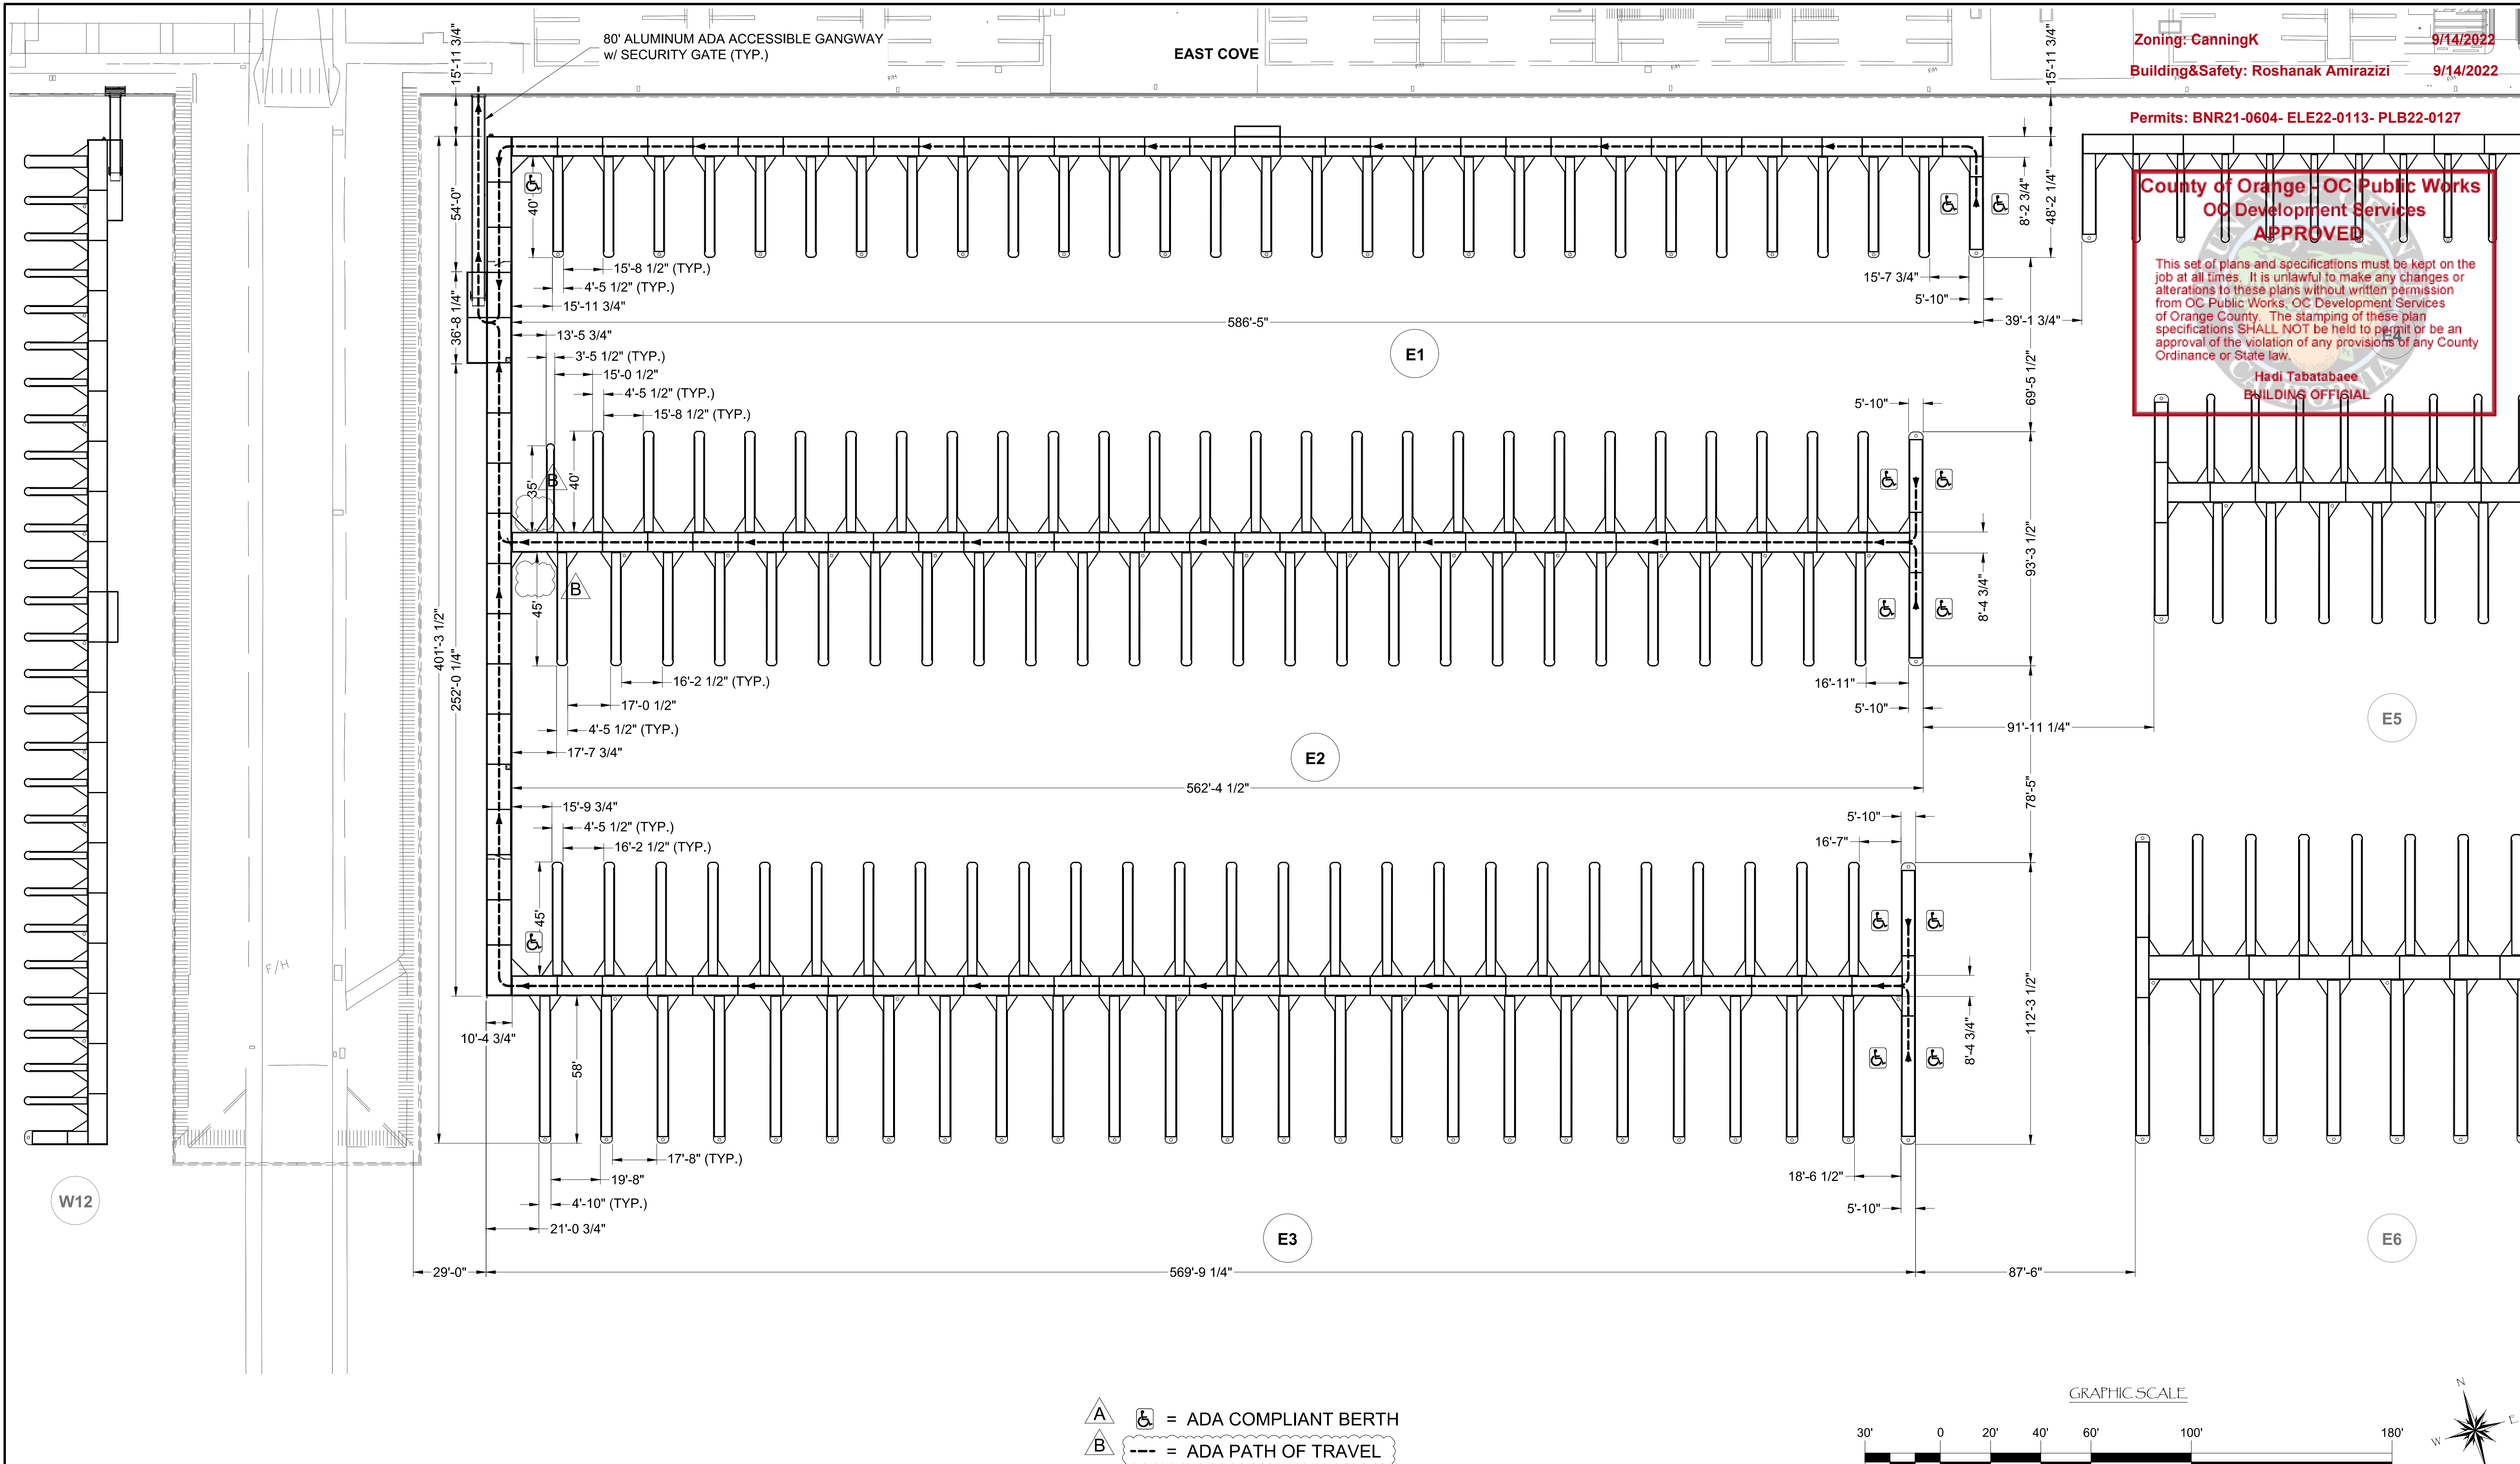 80' ALUMINUM ADA ACCESSIBLE GANGWAY
w/ SECURITY GATE (TYP.)
EAST COVE
Zoning: CanningK 9/14/2022
Building&Safety: Roshanak Amirazizi 9/14/2022
Permits: BNR21-0604- ELE22-0113- PLB22-0127
County of Orange - OC Public Works
OC Development Services
APPROVED
This set of plans and specifications must be kept on the
job at all times. It is unlawful to make any changes or
alterations to these plans without written permission
from OC Public Works, OC Development Services
of Orange County. The stamping of these plan
specifications SHALL NOT be held to permit or be an
approval of the violation of any provisions of any County
Ordinance or State law.
Hadi Tabatabaee
BUILDING OFFICIAL
E4
F/H
F/H
F/H
F/H
F/H
15'-11 3/4"
15'-11 3/4"
54'-0"
40'
8'-2 3/4"
48'-2 1/4"
15'-8 1/2" (TYP.)
4'-5 1/2" (TYP.)
15'-11 3/4"
15'-7 3/4"
5'-10"
36'-8 1/4"
586'-5"
39'-1 3/4"
E1
13'-5 3/4"
3'-5 1/2" (TYP.)
15'-0 1/2"
4'-5 1/2" (TYP.)
15'-8 1/2" (TYP.)
69'-5 1/2"
5'-10"
35'
B
40'
93'-3 1/2"
8'-4 3/4"
B
45'
401'-3 1/2"
252'-0 1/4"
16'-2 1/2" (TYP.)
17'-0 1/2"
4'-5 1/2" (TYP.)
17'-7 3/4"
16'-11"
5'-10"
91'-11 1/4"
E5
E2
562'-4 1/2"
78'-5"
15'-9 3/4"
4'-5 1/2" (TYP.)
16'-2 1/2" (TYP.)
5'-10"
16'-7"
45'
F/H
10'-4 3/4"
58'
112'-3 1/2"
8'-4 3/4"
17'-8" (TYP.)
19'-8"
4'-10" (TYP.)
21'-0 3/4"
18'-6 1/2"
5'-10"
W12
E3
E6
29'-0"
569'-9 1/4"
87'-6"
A = ADA COMPLIANT BERTH
B --- = ADA PATH OF TRAVEL
GRAPHIC SCALE
30' 0 20' 40' 60' 100' 180'
N
E
W